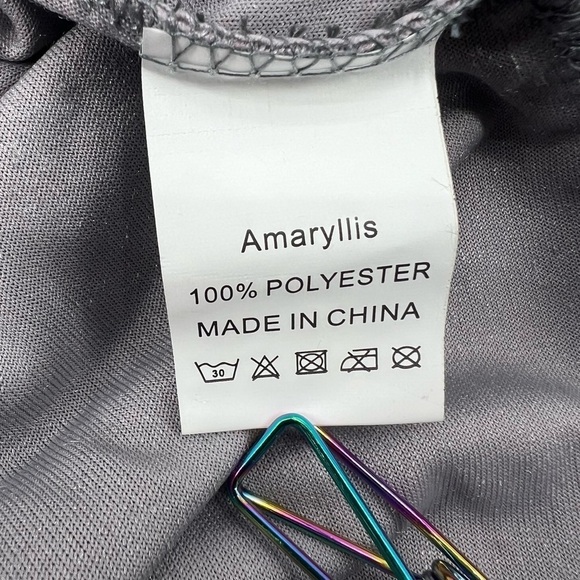 Amaryllis
100% POLYESTER
MADE IN CHINA
30